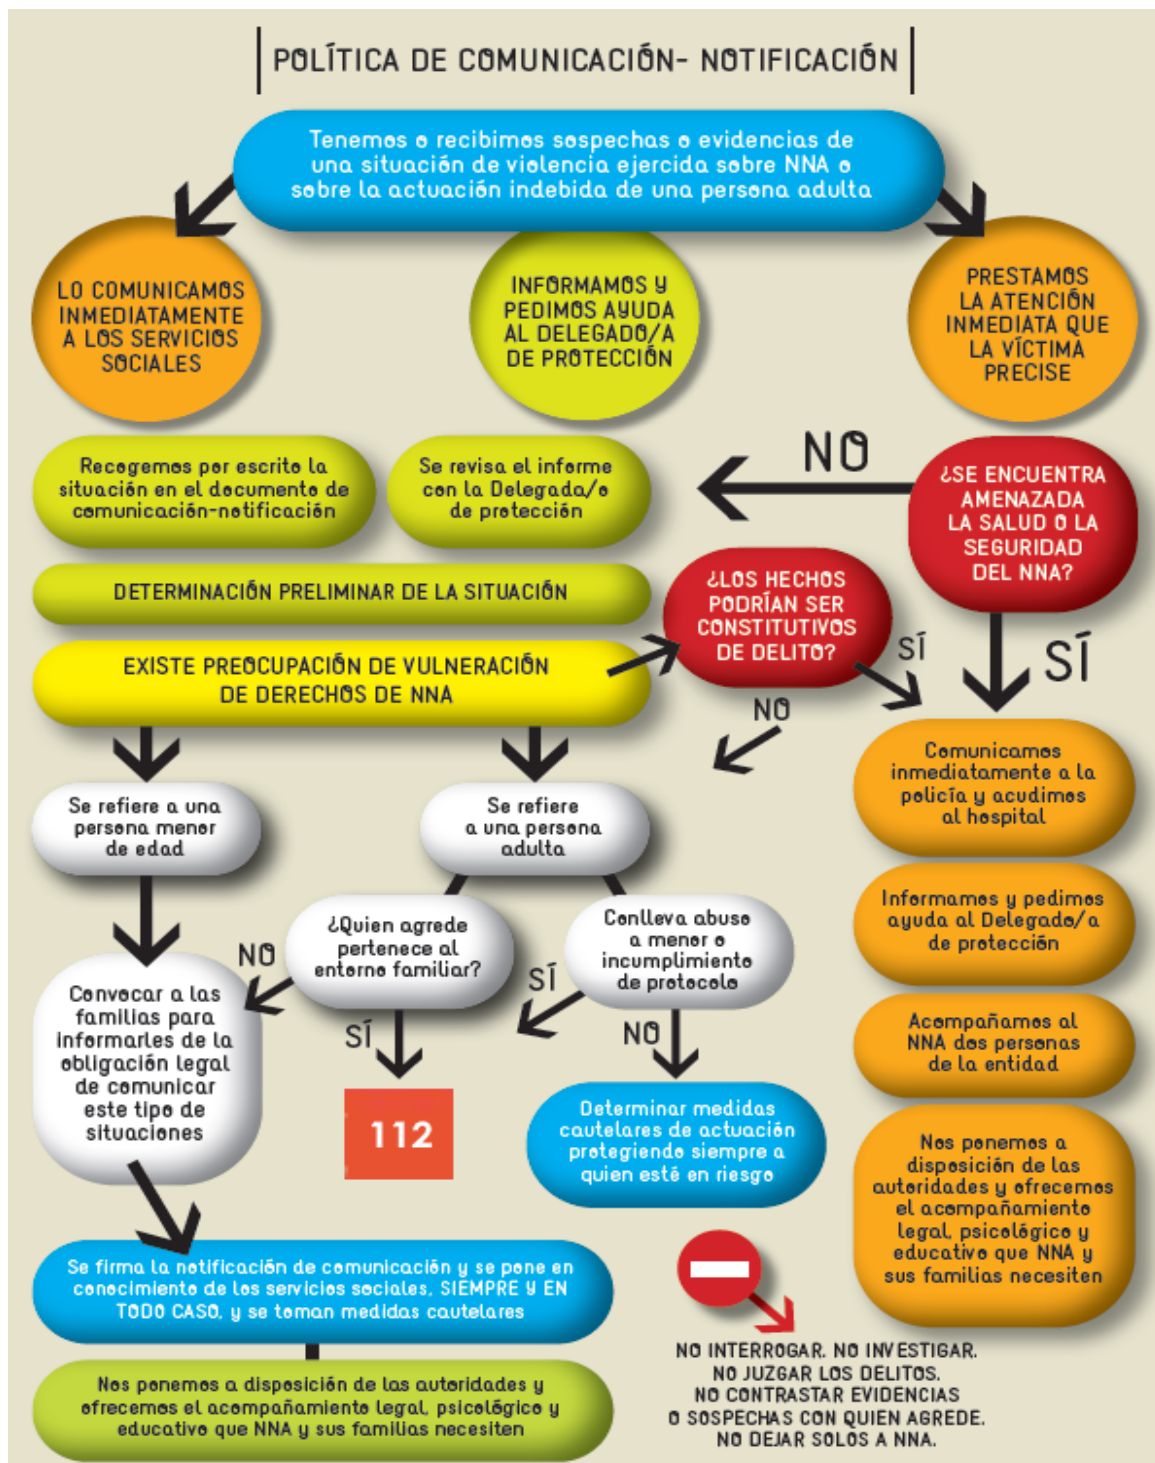 POLÍTICA DE COMUNICACIÓN- NOTIFICACIÓN
Tenemos o recibimos sospechas o evidencias de
una situación de violencia ejercida sobre NNA o
sobre la actuación indebida de una persona adulta
LO COMUNICAMOS
INMEDIATAMENTE
A LOS SERVICIOS
SOCIALES
INFORMAMOS Y
PEDIMOS AYUDA
AL DELEGADO/A
DE PROTECCIÓN
PRESTAMOS
LA ATENCIÓN
INMEDIATA QUE
LA VÍCTIMA
PRECISE
Recogemos por escrito la
situación en el documento de
comunicación-notificación
Se revisa el informe
con la Delegada/o
de protección
NO
¿SE ENCUENTRA
AMENAZADA
LA SALUD O LA
SEGURIDAD
DEL NNA?
DETERMINACIÓN PRELIMINAR DE LA SITUACIÓN
¿LOS HECHOS
PODRÍAN SER
CONSTITUTIVOS
DE DELITO?
SÍ
SÍ
EXISTE PREOCUPACIÓN DE VULNERACIÓN
DE DERECHOS DE NNA
NO
Se refiere a una
persona menor
de edad
Se refiere
a una persona
adulta
Comunicamos
inmediatamente a la
policía y acudimos
al hospital
¿Quien agrede
pertenece al
entorno familiar?
Conlleva abuso
a menor o
incumplimiento
de protocolo
Informamos y pedimos
ayuda al Delegado/a
de protección
NO
SÍ
SÍ
NO
Convocar a las
familias para
informarles de la
obligación legal
de comunicar
este tipo de
situaciones
Acompañamos al
NNA dos personas
de la entidad
112
Determinar medidas
cautelares de actuación
protegiendo siempre a
quien esté en riesgo
Nos ponemos a
disposición de las
autoridades y ofrecemos
el acompañamiento
legal, psicológico y
educativo que NNA y
sus familias necesiten
Se firma la notificación de comunicación y se pone en
conocimiento de los servicios sociales, SIEMPRE Y EN
TODO CASO, y se toman medidas cautelares
Nos ponemos a disposición de las autoridades y
ofrecemos el acompañamiento legal, psicológico y
educativo que NNA y sus familias necesiten
NO INTERROGAR. NO INVESTIGAR.
NO JUZGAR LOS DELITOS.
NO CONTRASTAR EVIDENCIAS
O SOSPECHAS CON QUIEN AGREDE.
NO DEJAR SOLOS A NNA.